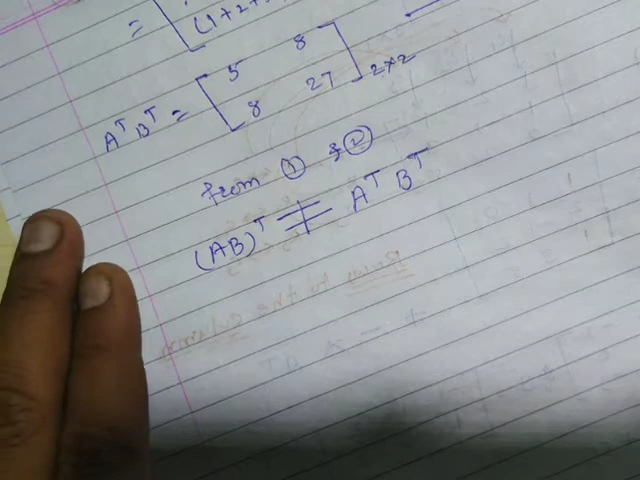 = [ (1+2+
A^T B^T = [ 5 8
8 27 ] 2×2
from ① & ②
(AB)^T ≠ A^T B^T